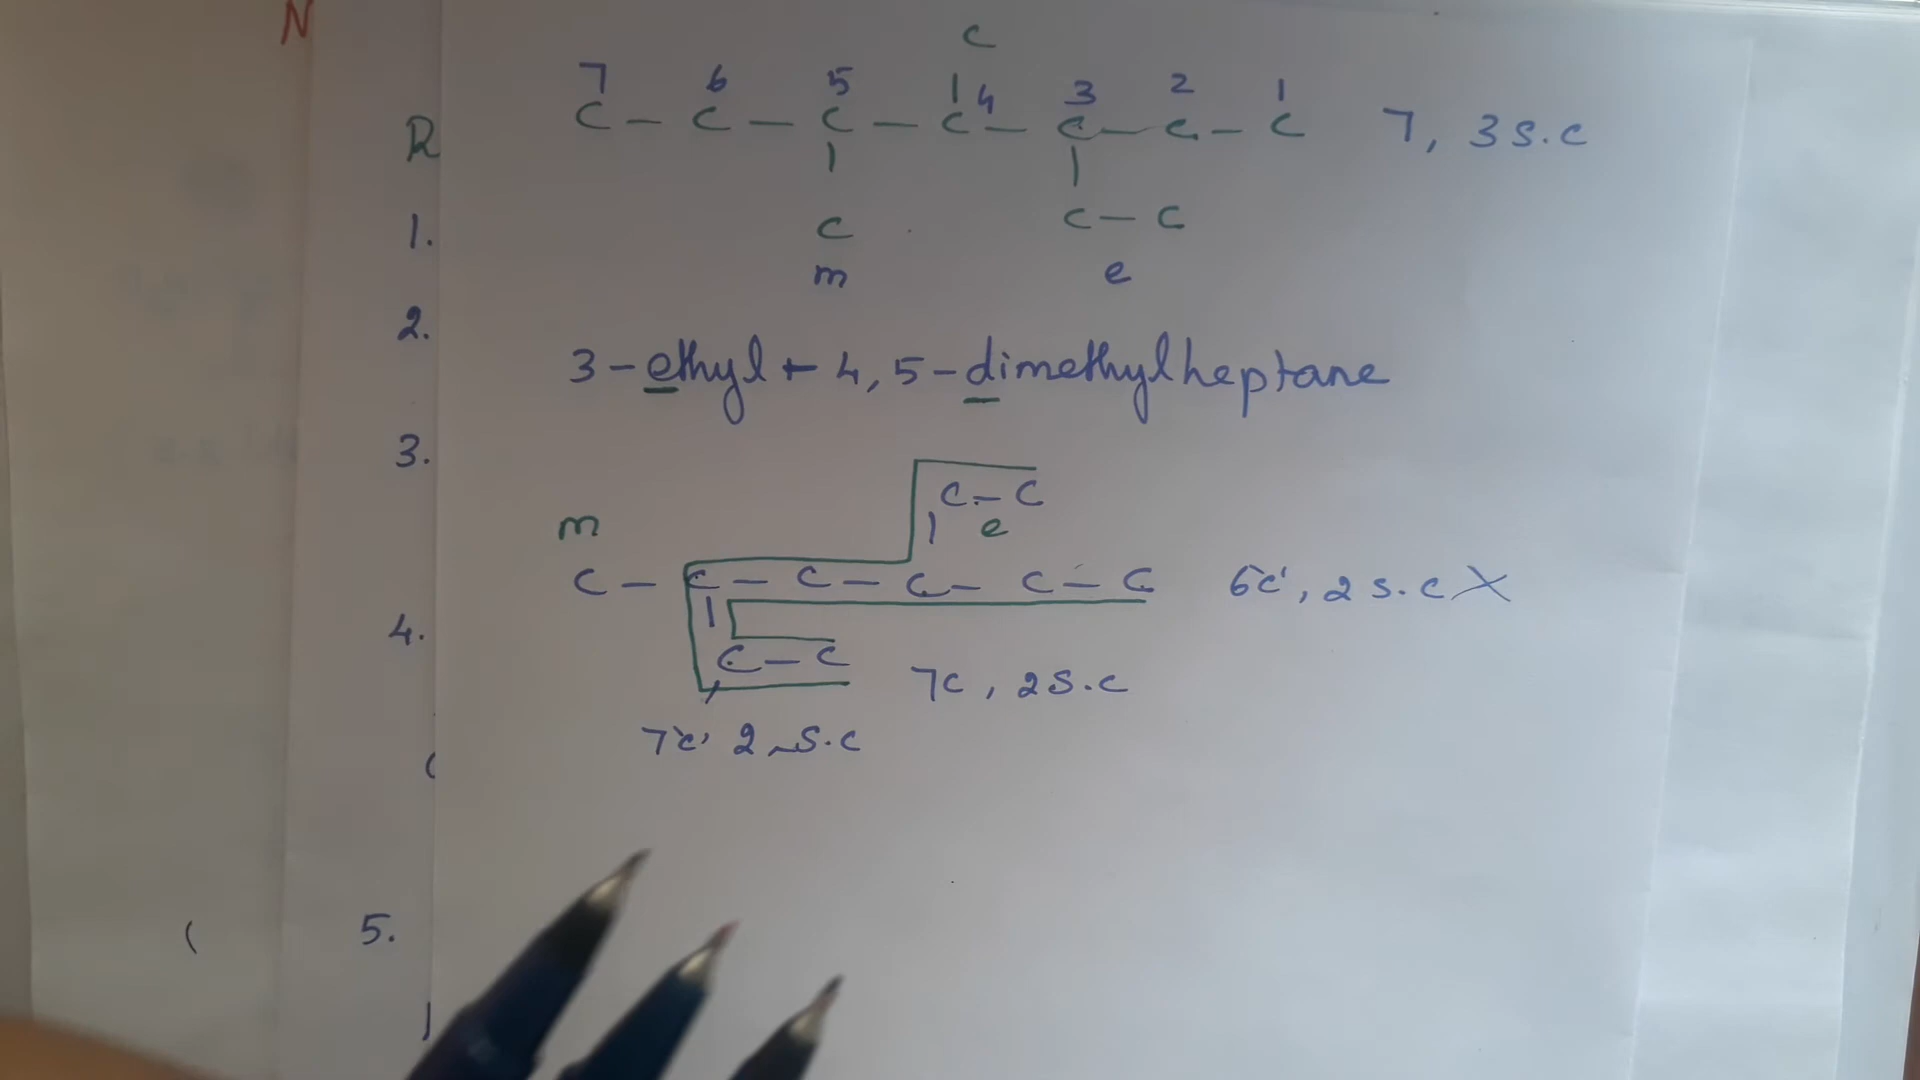 N
C
7 6 5 | 4 3 2 1
R C – C – C – C – C – C – C 7, 3 S.C
| |
1. C C – C
m e
2.
3 – ethyl – 4, 5 – dimethylheptane
3.
C – C
m | e
C – C – C – C – C – C 6C, 2 S.C X
4. |
C – C 7C, 2 S.C
7C, 2 S.C
(
( 5.